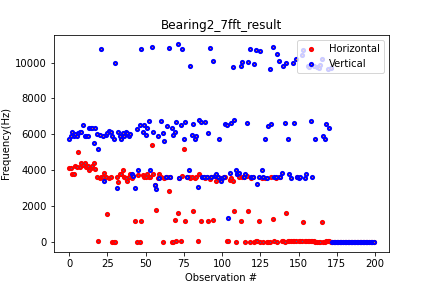 Bearing2_7fft_result
Horizontal
Vertical
Frequency(Hz)
10000
8000
6000
4000
2000
0
0 25 50 75 100 125 150 175 200
Observation #